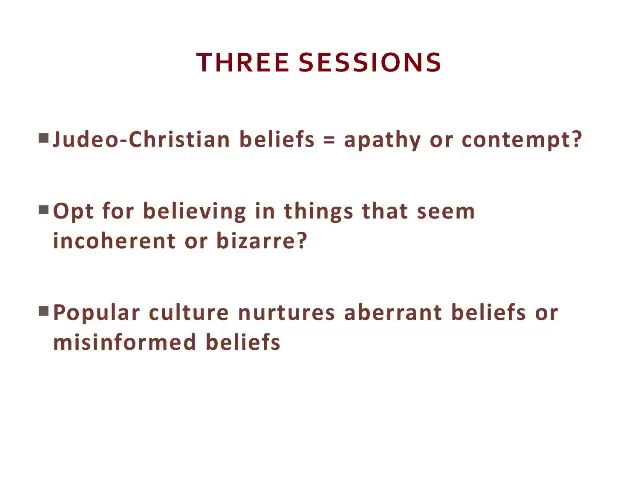 THREE SESSIONS
Judeo-Christian beliefs = apathy or contempt?
Opt for believing in things that seem
incoherent or bizarre?
Popular culture nurtures aberrant beliefs or
misinformed beliefs